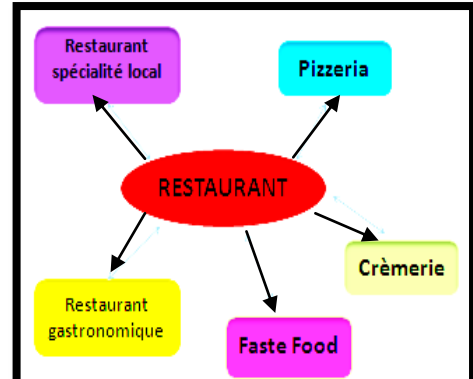 Restaurant
spécialité local
Pizzeria
RESTAURANT
Crèmerie
Restaurant
gastronomique
Faste Food